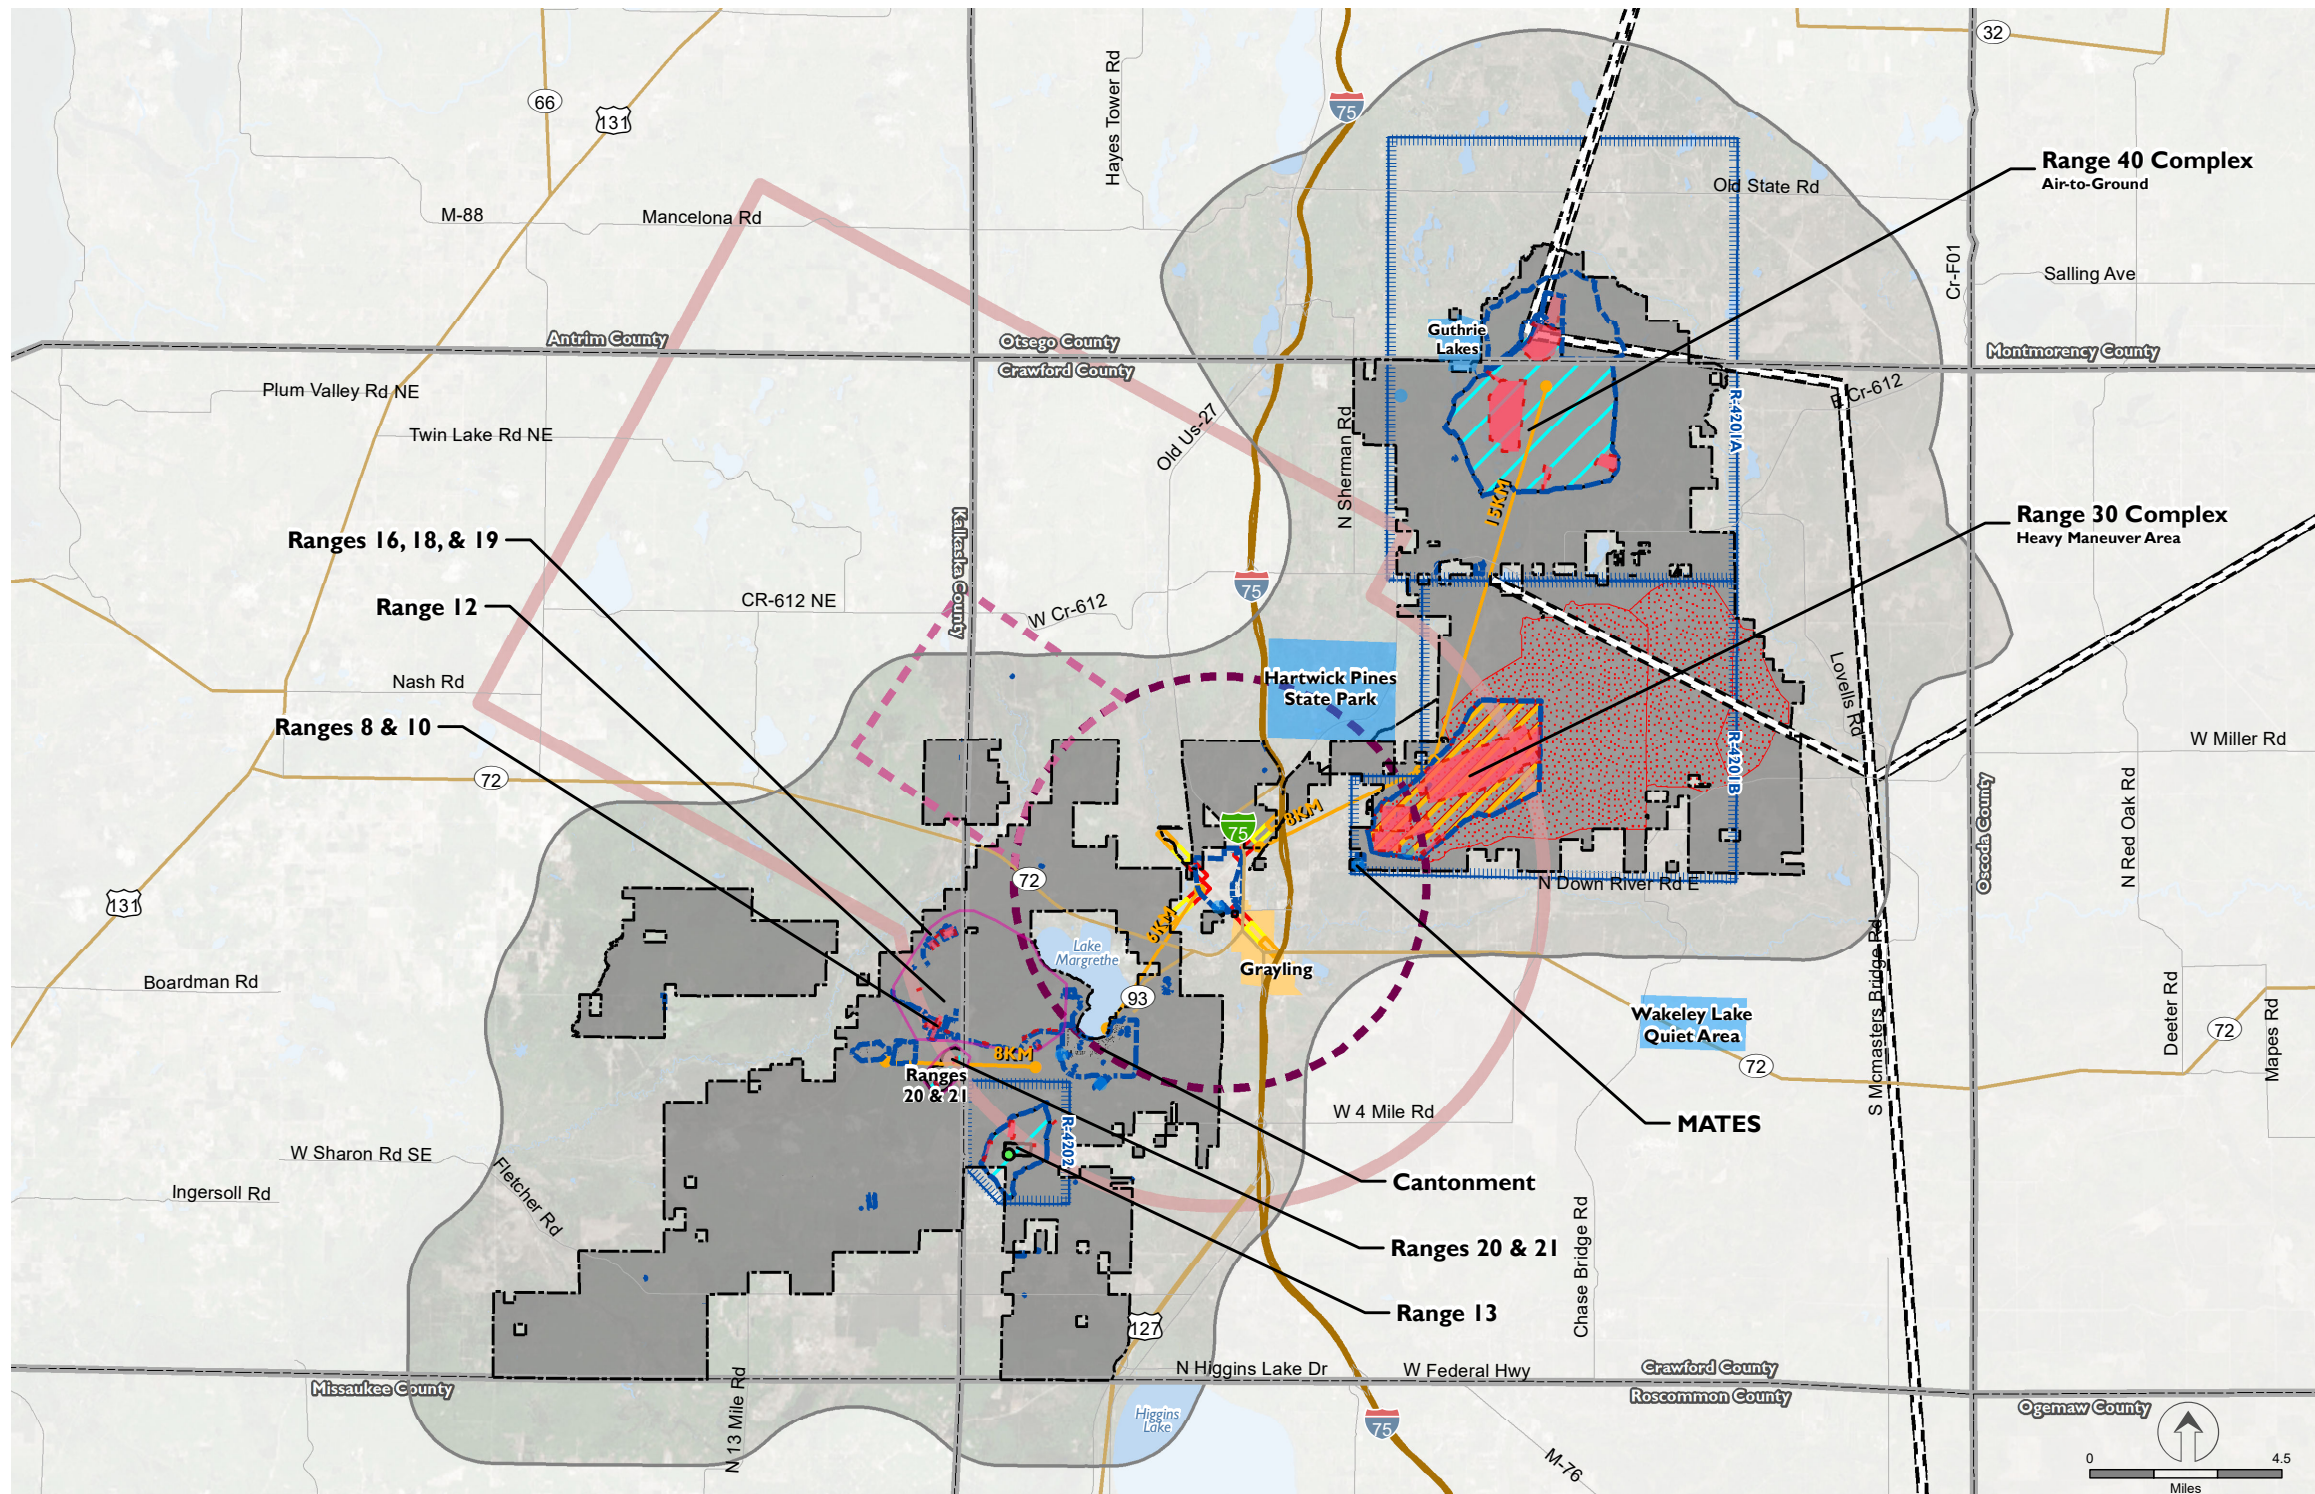 32
66
131
75
Hayes Tower Rd
Range 40 Complex
Air-to-Ground
Old State Rd
M-88
Mancelona Rd
Cr-F01
Salling Ave
Guthrie
Lakes
Antrim County
Otsego County
Crawford County
Montmorency County
Plum Valley Rd NE
E Cr-612
R-4201A
Twin Lake Rd NE
Old Us-27
N Sherman Rd
15KM
Range 30 Complex
Heavy Maneuver Area
Ranges 16, 18, & 19
Kalkaska County
75
Range 12
CR-612 NE
W Cr-612
Nash Rd
Hartwick Pines
State Park
Lovells Rd
Ranges 8 & 10
R-4201B
W Miller Rd
72
8KM
75
Oscoda County
N Red Oak Rd
72
N Down River Rd E
131
6KM
Lake
Margrethe
Grayling
Boardman Rd
93
Wakeley Lake
Quiet Area
S Mcmasters Bridge Rd
Deeter Rd
Mapes Rd
72
8KM
72
Ranges
20 & 21
W 4 Mile Rd
MATES
R-4202
W Sharon Rd SE
Fletcher Rd
Cantonment
Ingersoll Rd
Chase Bridge Rd
Ranges 20 & 21
Range 13
127
N Higgins Lake Dr
W Federal Hwy
Crawford County
Roscommon County
Missaukee County
N 13 Mile Rd
Higgins
Lake
75
Ogemaw County
M-76
0
4.5
Miles